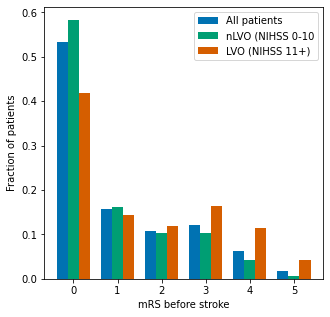 0.6
0.5
0.4
0.3
0.2
0.1
0.0
Fraction of patients
All patients
nLVO (NIHSS 0-10
LVO (NIHSS 11+)
0 1 2 3 4 5
mRS before stroke